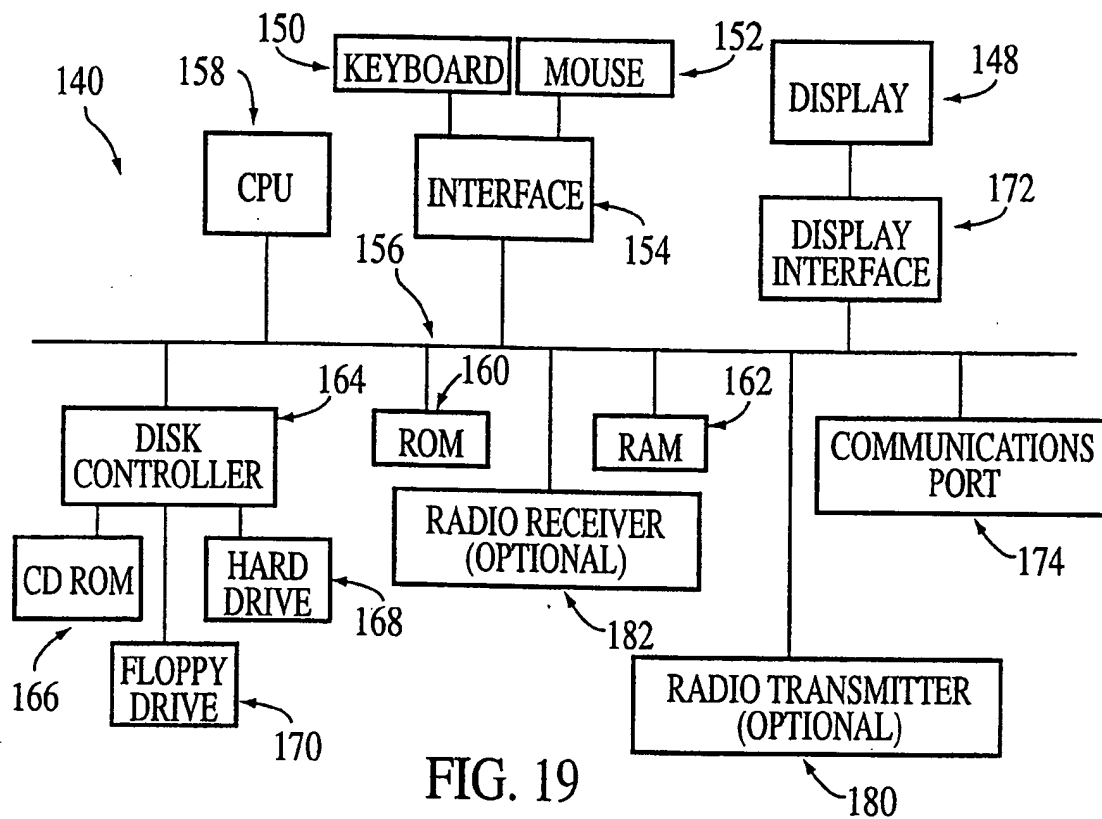 150
KEYBOARD
MOUSE
152
158
140
CPU
INTERFACE
154
DISPLAY
148
172
DISPLAY
INTERFACE
156
164
DISK
CONTROLLER
160
ROM
162
RAM
COMMUNICATIONS
PORT
174
RADIO RECEIVER
(OPTIONAL)
182
CD ROM
166
HARD
DRIVE
168
FLOPPY
DRIVE
170
RADIO TRANSMITTER
(OPTIONAL)
180
FIG. 19